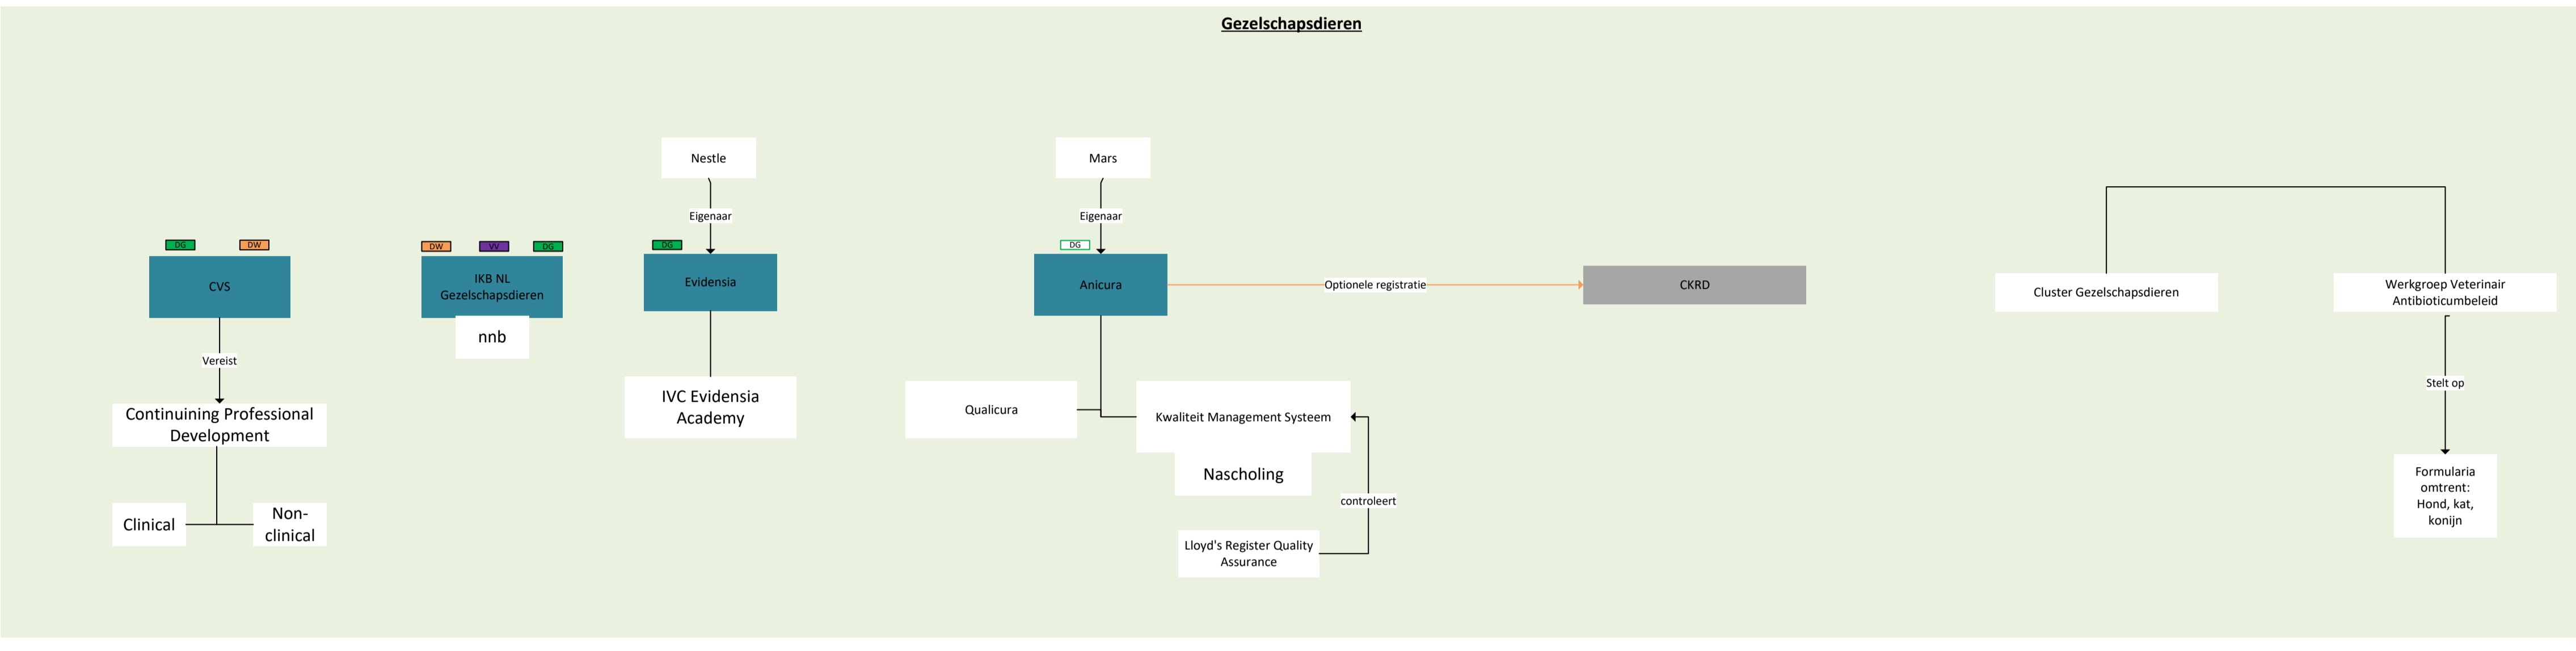 Gezelschapsdieren
Nestle
Mars
Eigenaar
Eigenaar
DG
DW
DW
VV
DG
DG
DG
CVS
IKB NL
Gezelschapsdieren
nnb
Evidensia
Anicura
Optionele registratie
CKRD
Cluster Gezelschapsdieren
Werkgroep Veterinair
Antibioticumbeleid
Vereist
Stelt op
Continuining Professional
Development
IVC Evidensia
Academy
Qualicura
Kwaliteit Management Systeem
Nascholing
controleert
Clinical
Non-
clinical
Lloyd's Register Quality
Assurance
Formularia
omtrent:
Hond, kat,
konijn